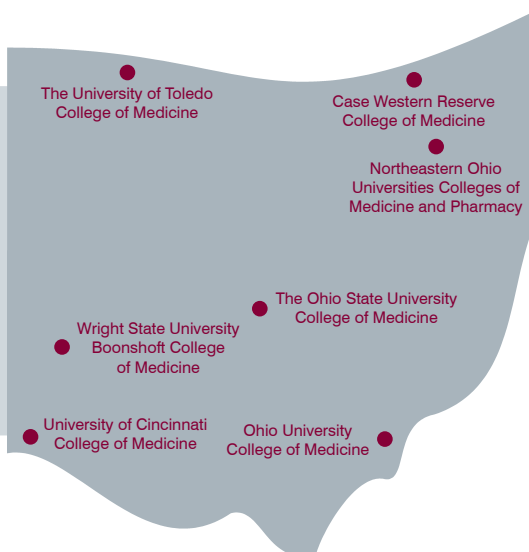 The University of Toledo
College of Medicine
Case Western Reserve
College of Medicine
Northeastern Ohio
Universities Colleges of
Medicine and Pharmacy
The Ohio State University
College of Medicine
Wright State University
Boonshoft College
of Medicine
University of Cincinnati
College of Medicine
Ohio University
College of Medicine